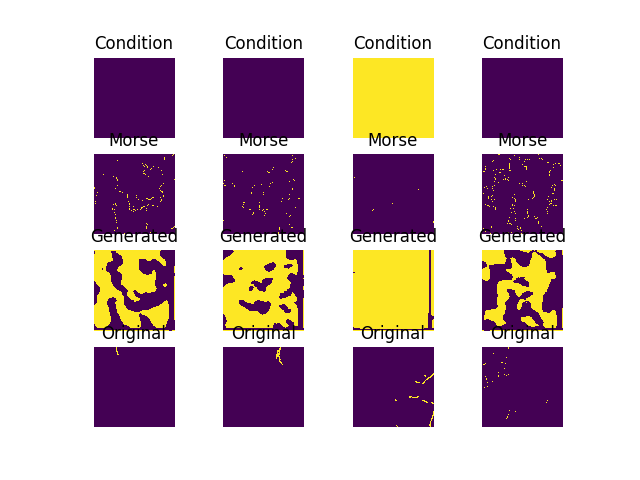 Condition Condition Condition Condition
Morse Morse Morse Morse
Generated Generated Generated Generated
Original Original Original Original